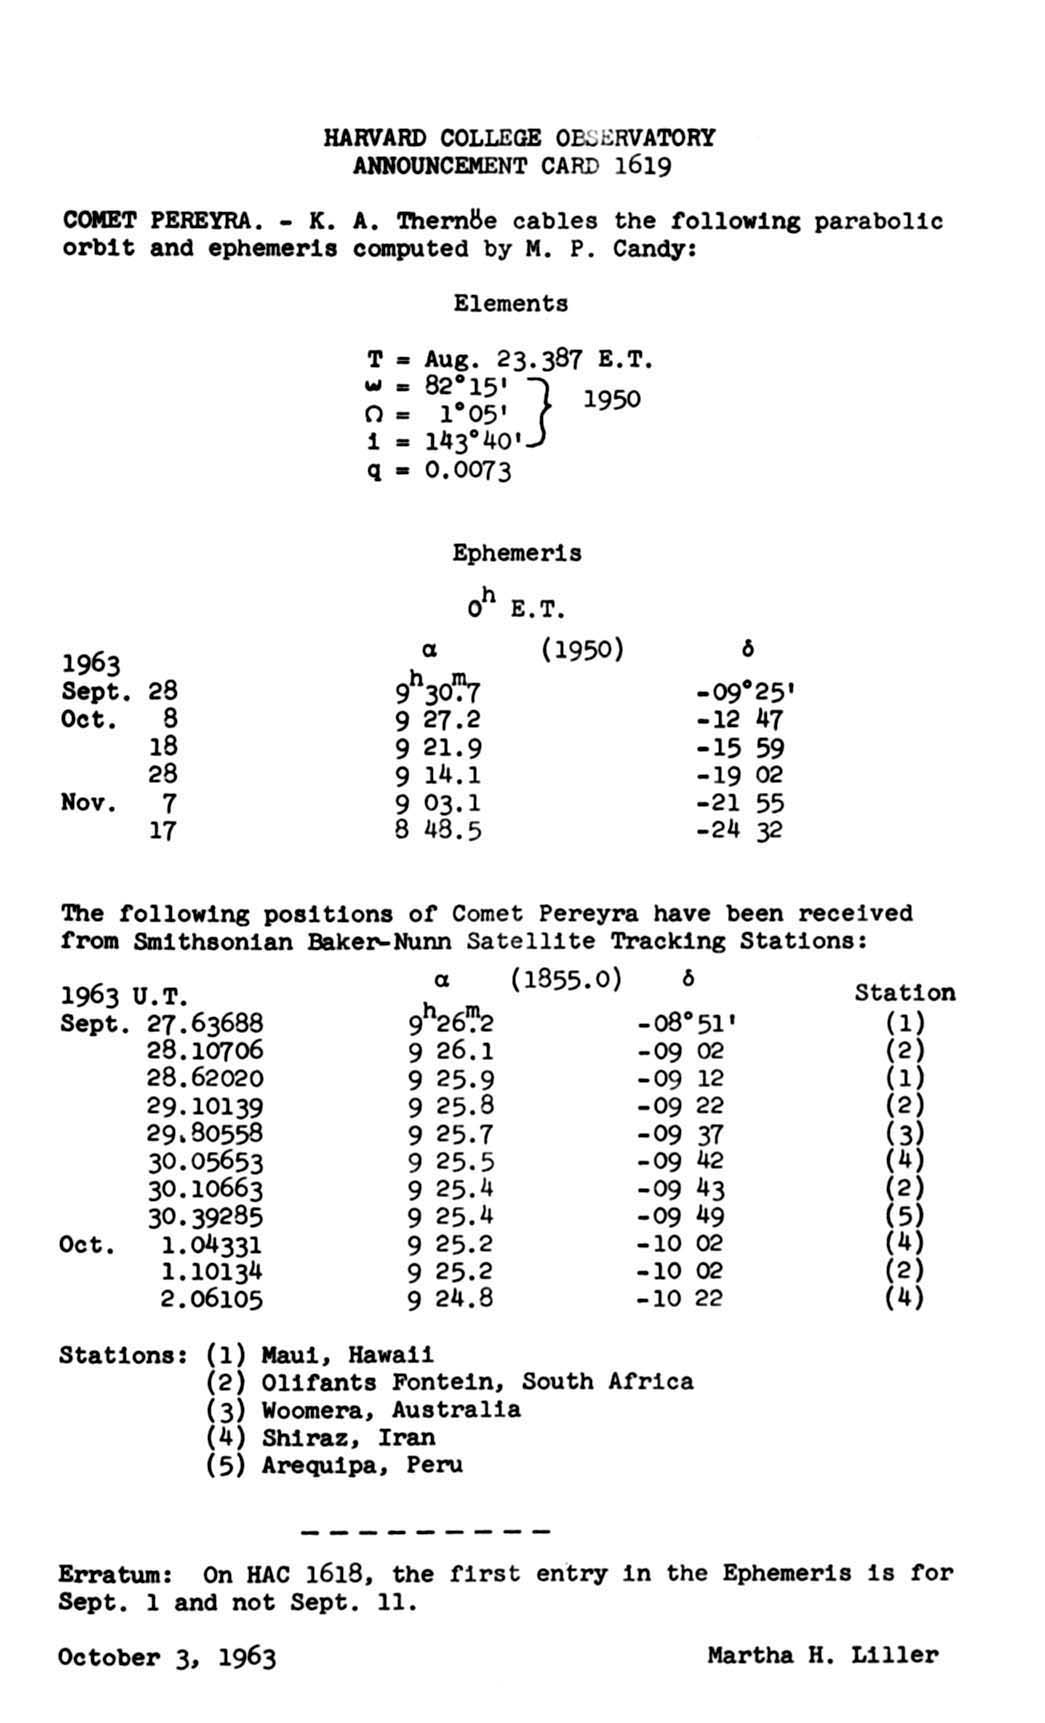 HARVARD COLLEGE OBSERVATORY
ANNOUNCEMENT CARD 1619
COMET PEREYRA. - K. A. Thernöe cables the following parabolic
orbit and ephemeris computed by M. P. Candy:
Elements
T = Aug. 23.387 E.T.
ω = 82°15'
Ω = 1°05' } 1950
i = 143°40'
q = 0.0073
Ephemeris
0h E.T.
1963 α (1950) δ
Sept. 28 9h30m.7 -09°25'
Oct. 8 9 27.2 -12 47
18 9 21.9 -15 59
28 9 14.1 -19 02
Nov. 7 9 03.1 -21 55
17 8 48.5 -24 32
The following positions of Comet Pereyra have been received
from Smithsonian Baker-Nunn Satellite Tracking Stations:
1963 U.T. α (1855.0) δ Station
Sept. 27.63688 9h26m.2 -08°51' (1)
28.10706 9 26.1 -09 02 (2)
28.62020 9 25.9 -09 12 (1)
29.10139 9 25.8 -09 22 (2)
29.80558 9 25.7 -09 37 (3)
30.05653 9 25.5 -09 42 (4)
30.10663 9 25.4 -09 43 (2)
30.39285 9 25.4 -09 49 (5)
Oct. 1.04331 9 25.2 -10 02 (4)
1.10134 9 25.2 -10 02 (2)
2.06105 9 24.8 -10 22 (4)
Stations: (1) Maui, Hawaii
(2) Olifants Fontein, South Africa
(3) Woomera, Australia
(4) Shiraz, Iran
(5) Arequipa, Peru
_ _ _ _ _ _ _ _ _
Erratum: On HAC 1618, the first entry in the Ephemeris is for
Sept. 1 and not Sept. 11.
October 3, 1963 Martha H. Liller